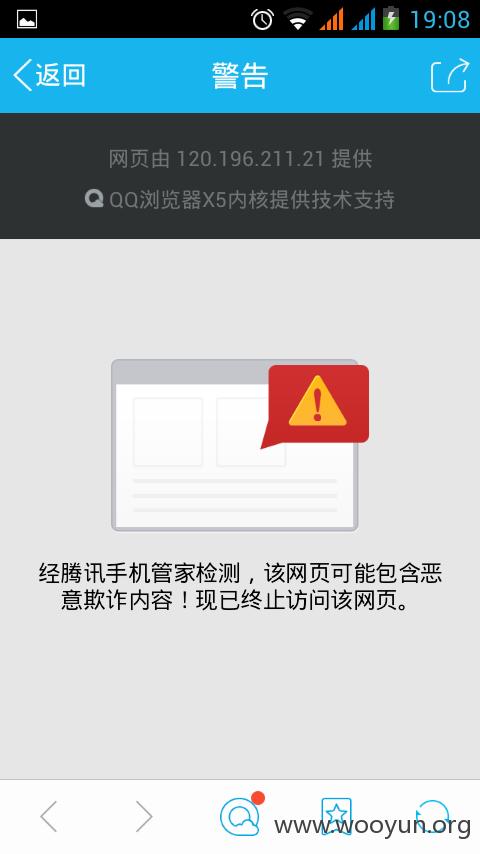 19:08
返回
警告
网页由 120.196.211.21 提供
QQ浏览器X5内核提供技术支持
经腾讯手机管家检测，该网页可能包含恶
意欺诈内容！现已终止访问该网页。
www.wooyun.org